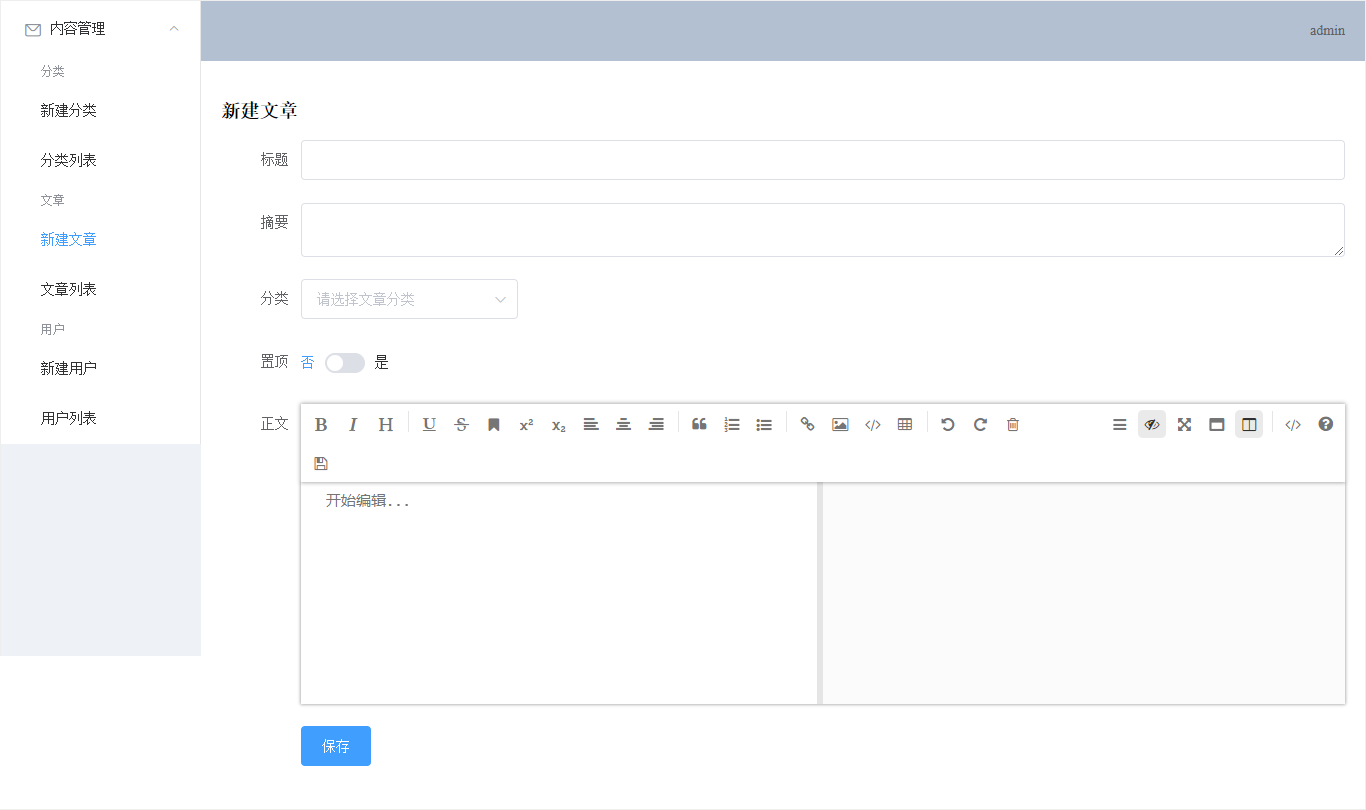 内容管理
分类
新建分类
分类列表
文章
新建文章
文章列表
用户
新建用户
用户列表
admin
新建文章
标题
摘要
分类 请选择文章分类
置顶 否 是
正文
开始编辑...
保存